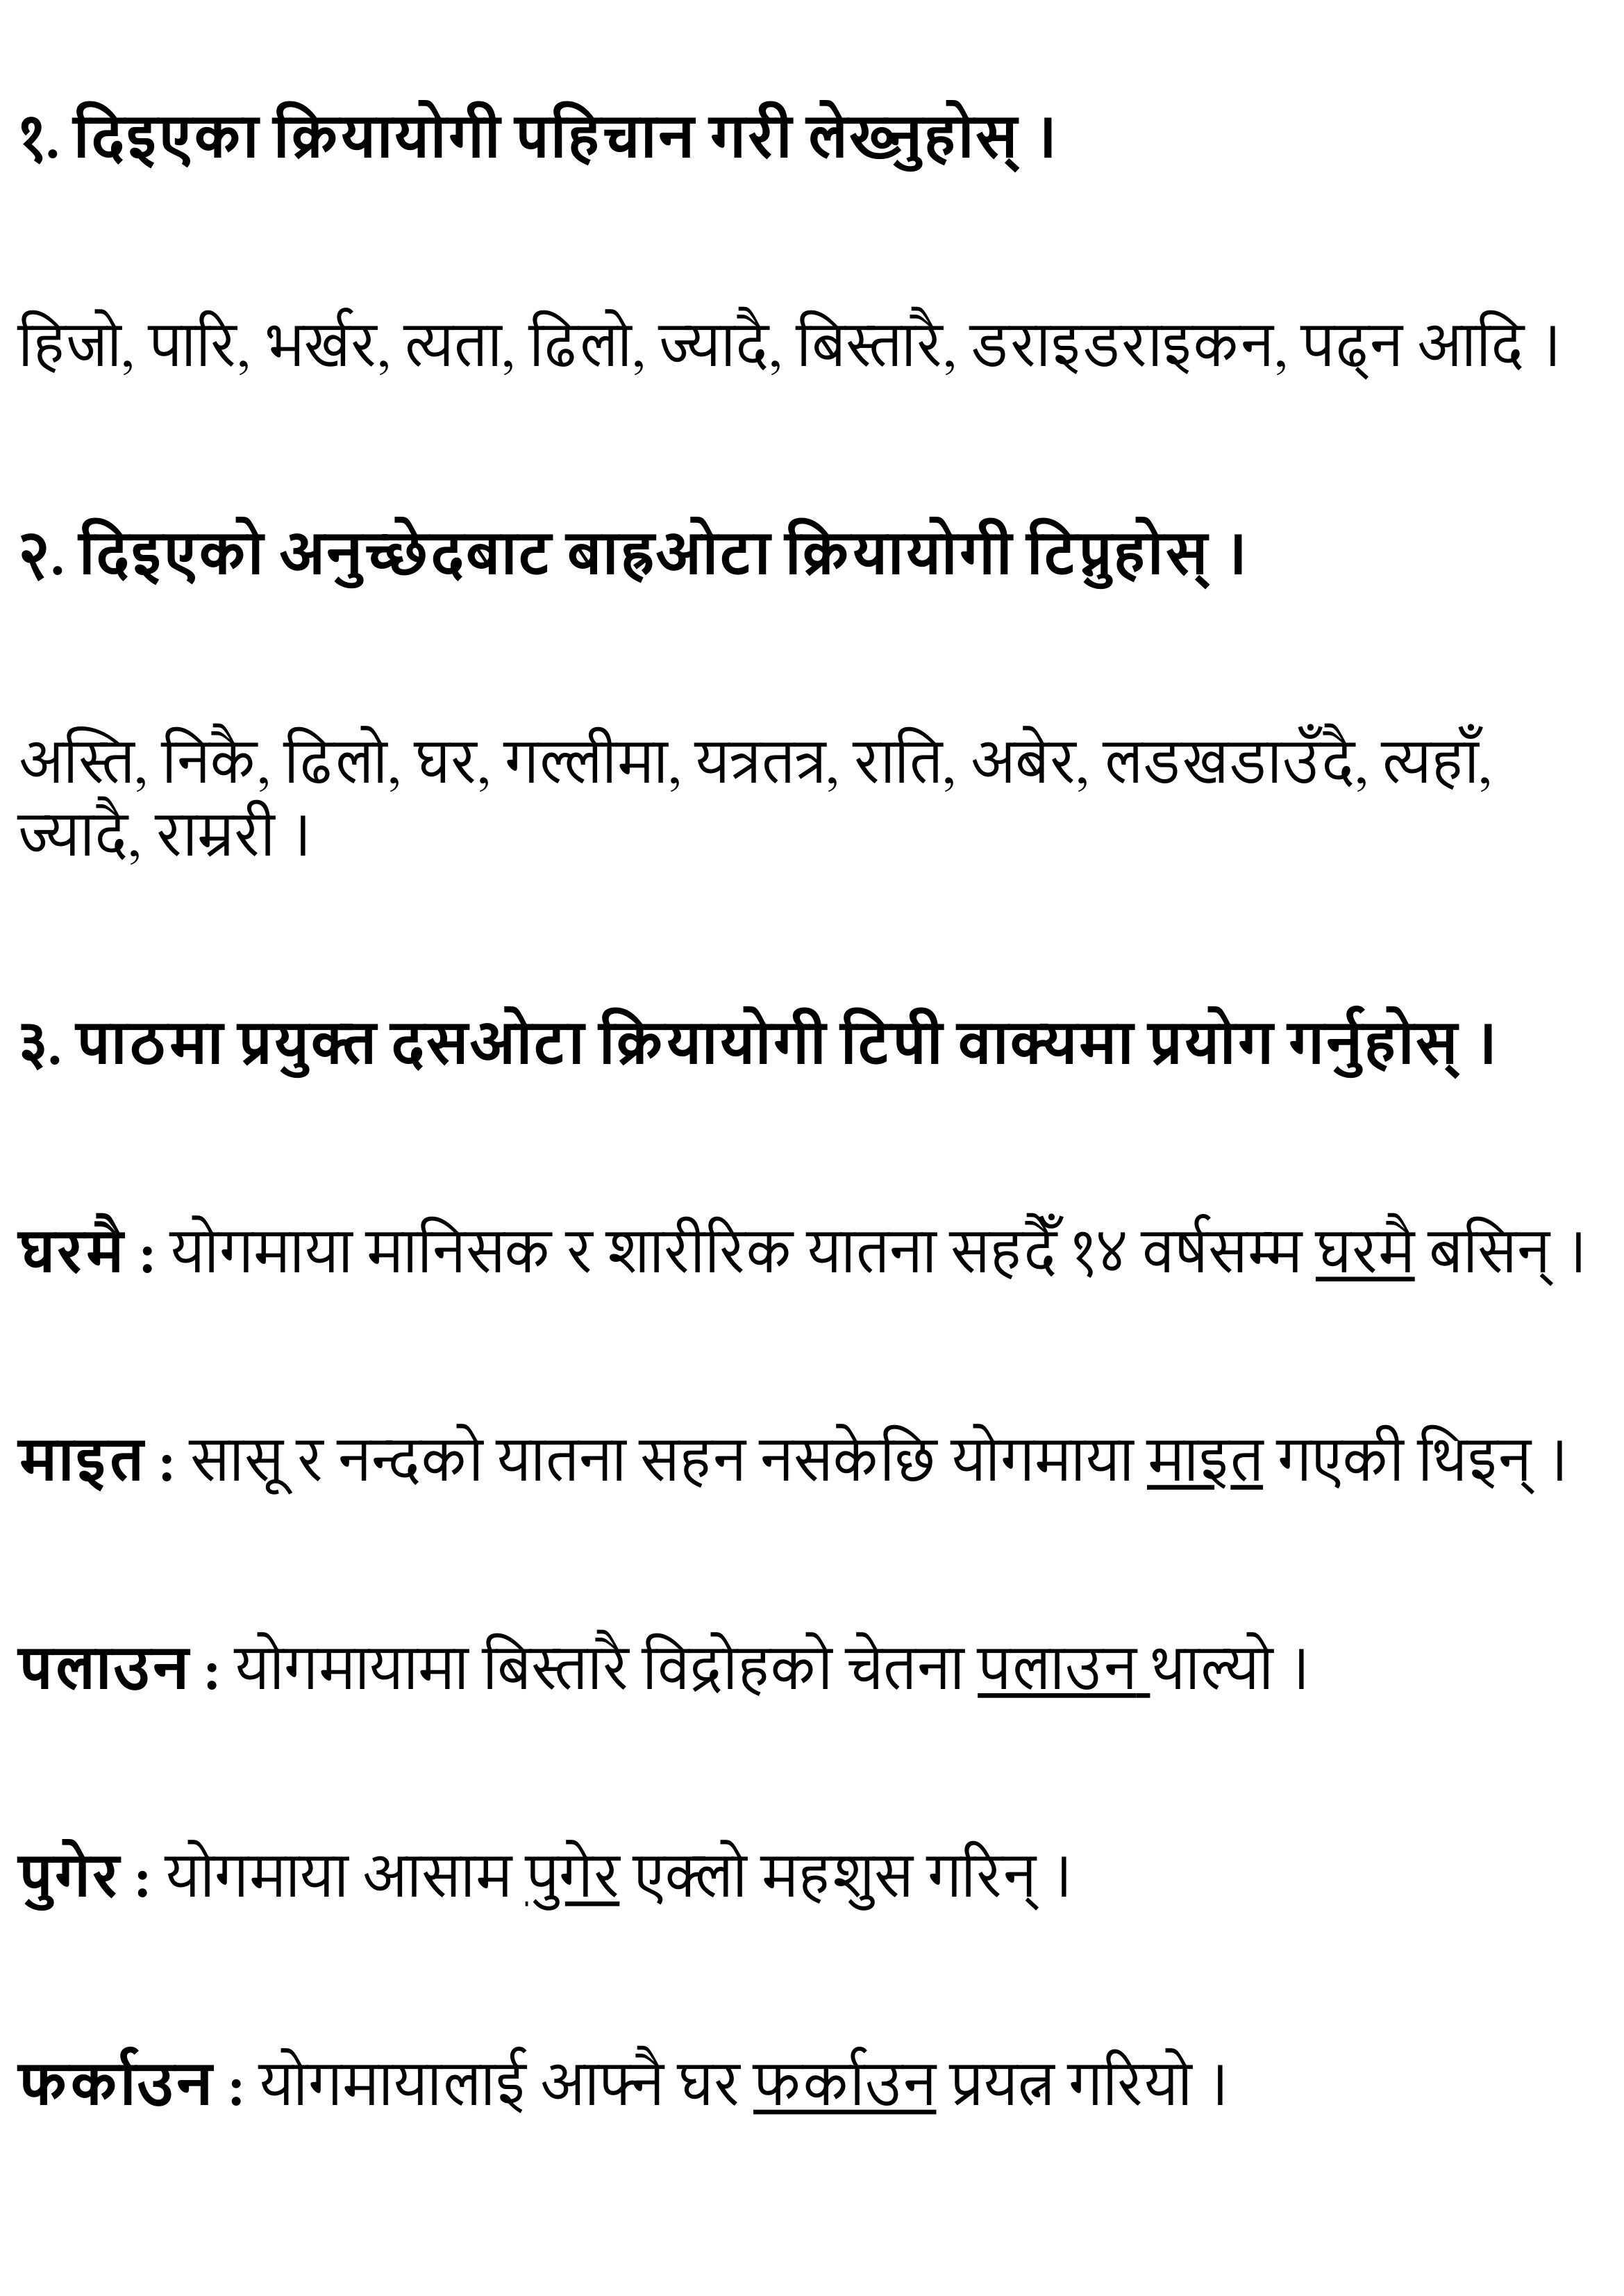 १. दिइएका क्रियायोगी पहिचान गरी लेख्नुहोस् ।
हिजो, पारि, भर्खर, त्यता, ढिलो, ज्यादै, बिस्तारै, डराइडराइकन, पढ्न आदि ।
२. दिइएको अनुच्छेदबाट बाह्रओटा क्रियायोगी टिप्नुहोस् ।
अस्ति, निकै, ढिलो, घर, गल्लीमा, यत्रतत्र, राति, अबेर, लडखडाउँदै, त्यहाँ,
ज्यादै, राम्ररी ।
३. पाठमा प्रयुक्त दसओटा क्रियायोगी टिपी वाक्यमा प्रयोग गर्नुहोस् ।
घरमै : योगमाया मानिसक र शारीरिक यातना सहदैँ १४ वर्षसम्म घरमै बसिन् ।
माइत : सासू र नन्दको यातना सहन नसकेछि योगमाया माइत गएकी थिइन् ।
पलाउन : योगमायामा बिस्तारै विद्रोहको चेतना पलाउन थाल्यो ।
पुगेर : योगमाया आसाम पुगेर एक्लो महशुस गरिन् ।
फर्काउन : योगमायालाई आफ्नै घर फर्काउन प्रयत्न गरियो ।